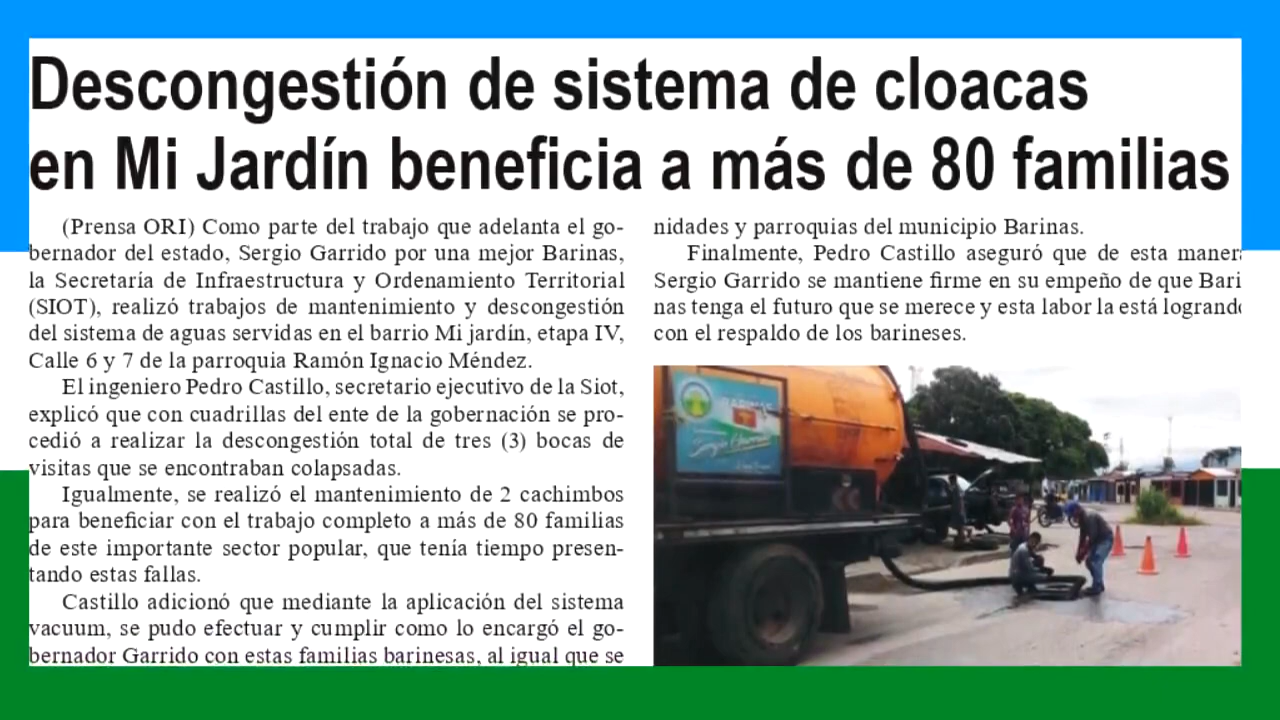 Descongestión de sistema de cloacas
en Mi Jardín beneficia a más de 80 familias
(Prensa ORI) Como parte del trabajo que adelanta el go-
bernador del estado, Sergio Garrido por una mejor Barinas,
la Secretaría de Infraestructura y Ordenamiento Territorial
(SIOT), realizó trabajos de mantenimiento y descongestión
del sistema de aguas servidas en el barrio Mi jardín, etapa IV,
Calle 6 y 7 de la parroquia Ramón Ignacio Méndez.
El ingeniero Pedro Castillo, secretario ejecutivo de la Siot,
explicó que con cuadrillas del ente de la gobernación se pro-
cedió a realizar la descongestión total de tres (3) bocas de
visitas que se encontraban colapsadas.
Igualmente, se realizó el mantenimiento de 2 cachimbos
para beneficiar con el trabajo completo a más de 80 familias
de este importante sector popular, que tenía tiempo presen-
tando estas fallas.
Castillo adicionó que mediante la aplicación del sistema
vacuum, se pudo efectuar y cumplir como lo encargó el go-
bernador Garrido con estas familias barinesas, al igual que se
nidades y parroquias del municipio Barinas.
Finalmente, Pedro Castillo aseguró que de esta maner
Sergio Garrido se mantiene firme en su empeño de que Bari
nas tenga el futuro que se merece y esta labor la está logrand
con el respaldo de los barineses.
BARINAS
Sergio Garrido